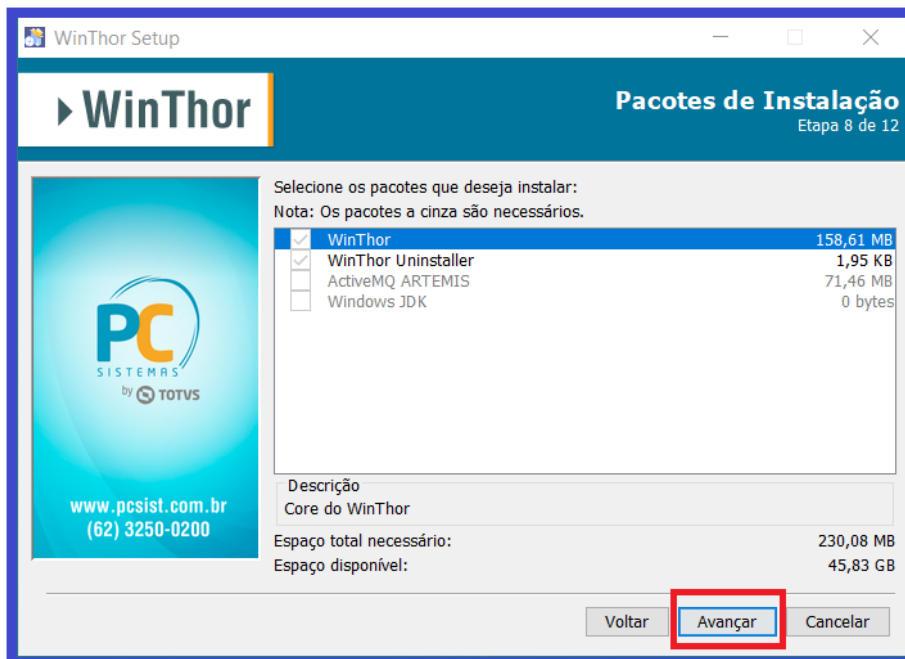 WinThor Setup
WinThor
Pacotes de Instalação
Etapa 8 de 12
Selecione os pacotes que deseja instalar:
Nota: Os pacotes a cinza são necessários.
WinThor 158,61 MB
WinThor Uninstaller 1,95 KB
ActiveMQ ARTEMIS 71,46 MB
Windows JDK 0 bytes
PC
SISTEMAS
by TOTVS
www.pcsist.com.br
(62) 3250-0200
Descrição
Core do WinThor
Espaço total necessário: 230,08 MB
Espaço disponível: 45,83 GB
Voltar Avançar Cancelar